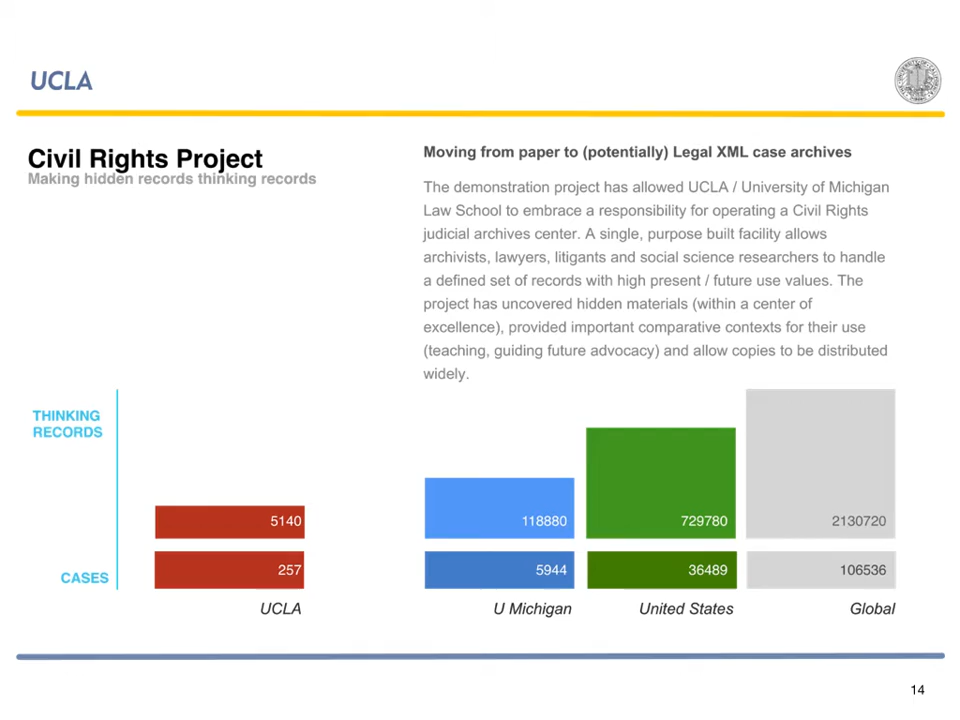 UCLA
Civil Rights Project
Making hidden records thinking records
Moving from paper to (potentially) Legal XML case archives
The demonstration project has allowed UCLA / University of Michigan
Law School to embrace a responsibility for operating a Civil Rights
judicial archives center. A single, purpose built facility allows
archivists, lawyers, litigants and social science researchers to handle
a defined set of records with high present / future use values. The
project has uncovered hidden materials (within a center of
excellence), provided important comparative contexts for their use
(teaching, guiding future advocacy) and allow copies to be distributed
widely.
THINKING
RECORDS
5140
118880
729780
2130720
CASES
257
5944
36489
106536
UCLA
U Michigan
United States
Global
14